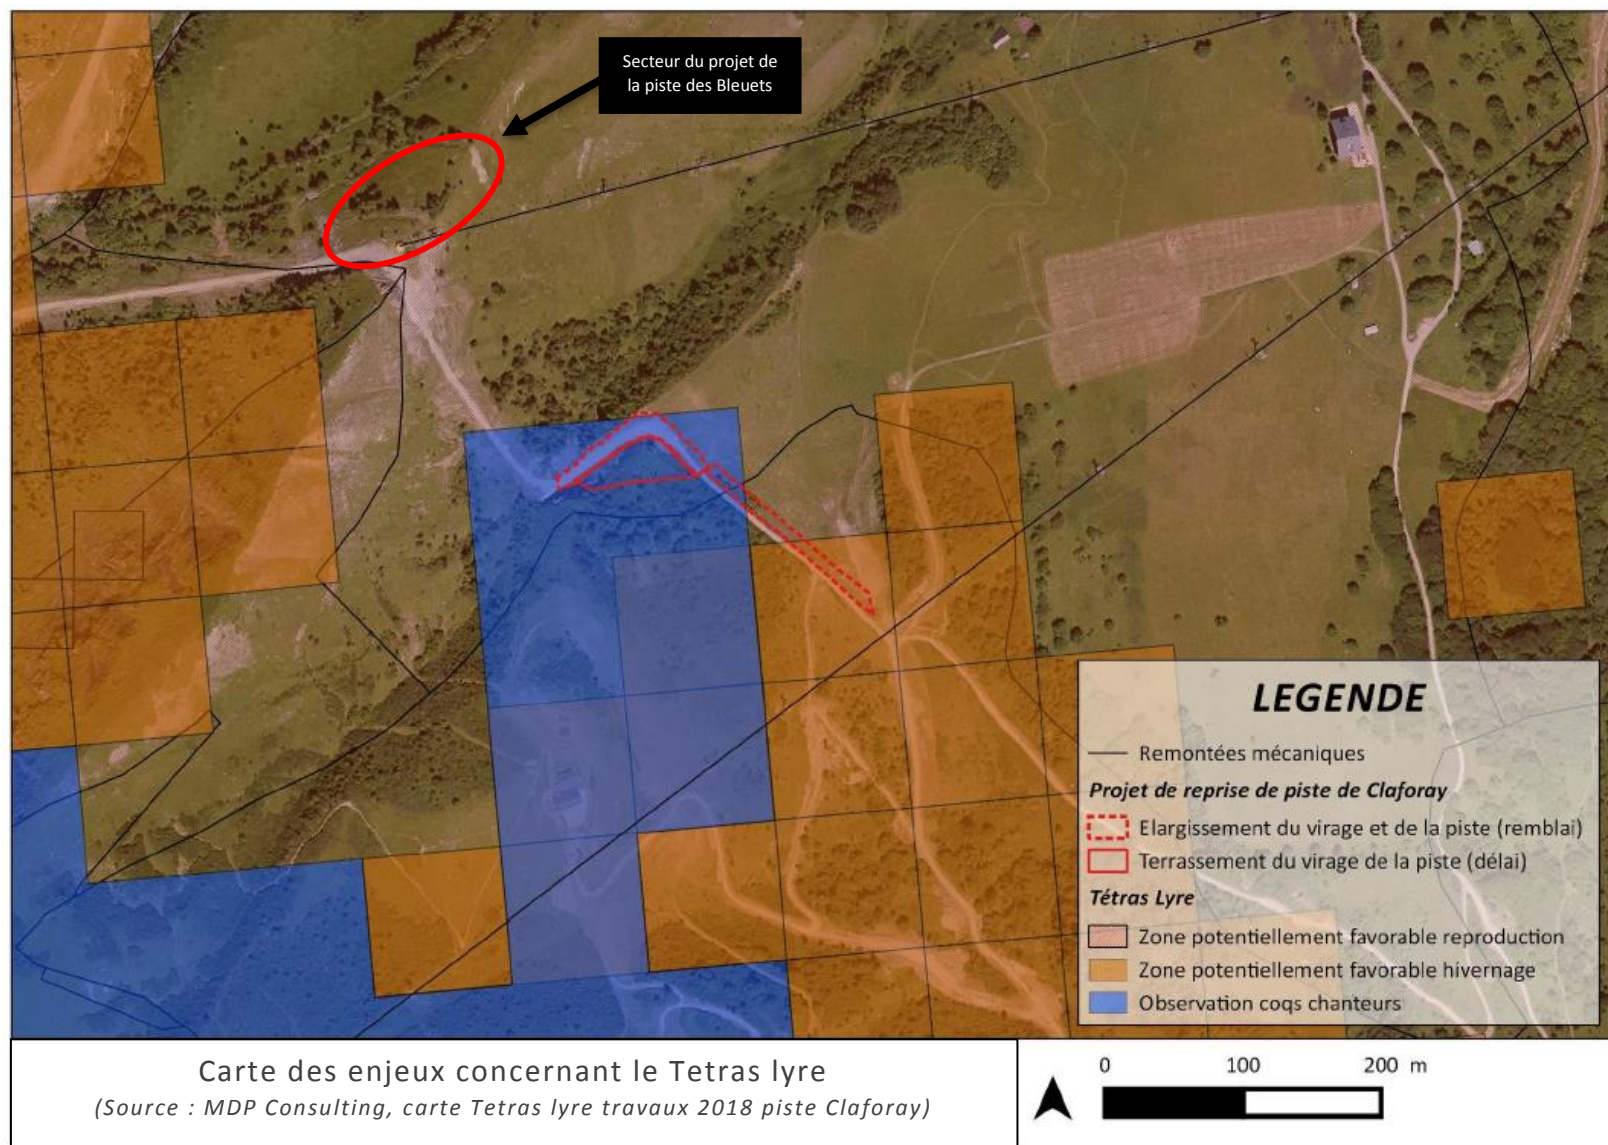 Secteur du projet de
la piste des Bleuets
LEGENDE
Remontées mécaniques
Projet de reprise de piste de Claforay
Elargissement du virage et de la piste (remblai)
Terrassement du virage de la piste (délai)
Tétras Lyre
Zone potentiellement favorable reproduction
Zone potentiellement favorable hivernage
Observation coqs chanteurs
Carte des enjeux concernant le Tetras lyre
(Source : MDP Consulting, carte Tetras lyre travaux 2018 piste Claforay)
0 100 200 m